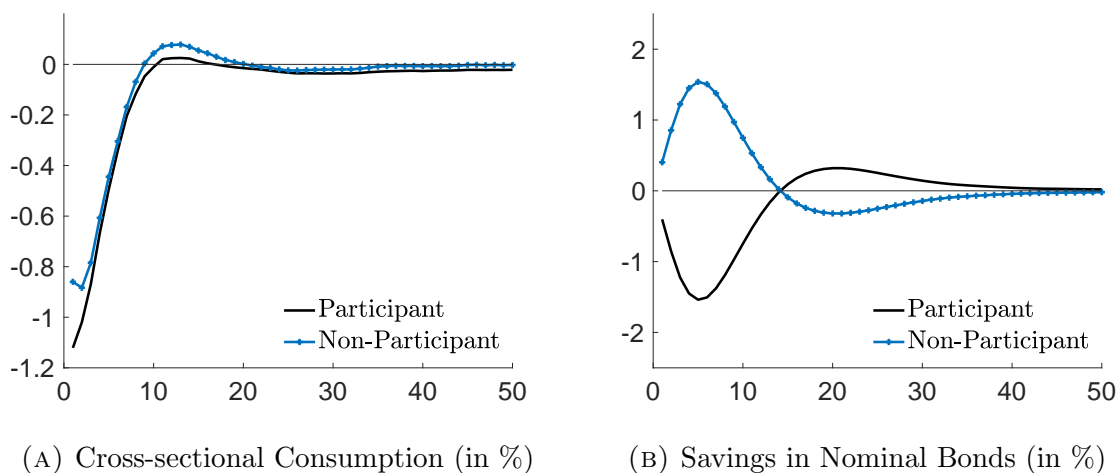 0
-0.2
-0.4
-0.6
-0.8
-1
-1.2
0 10 20 30 40 50
Participant
Non-Participant
(A) Cross-sectional Consumption (in %)
2
1
0
-1
-2
0 10 20 30 40 50
Participant
Non-Participant
(B) Savings in Nominal Bonds (in %)